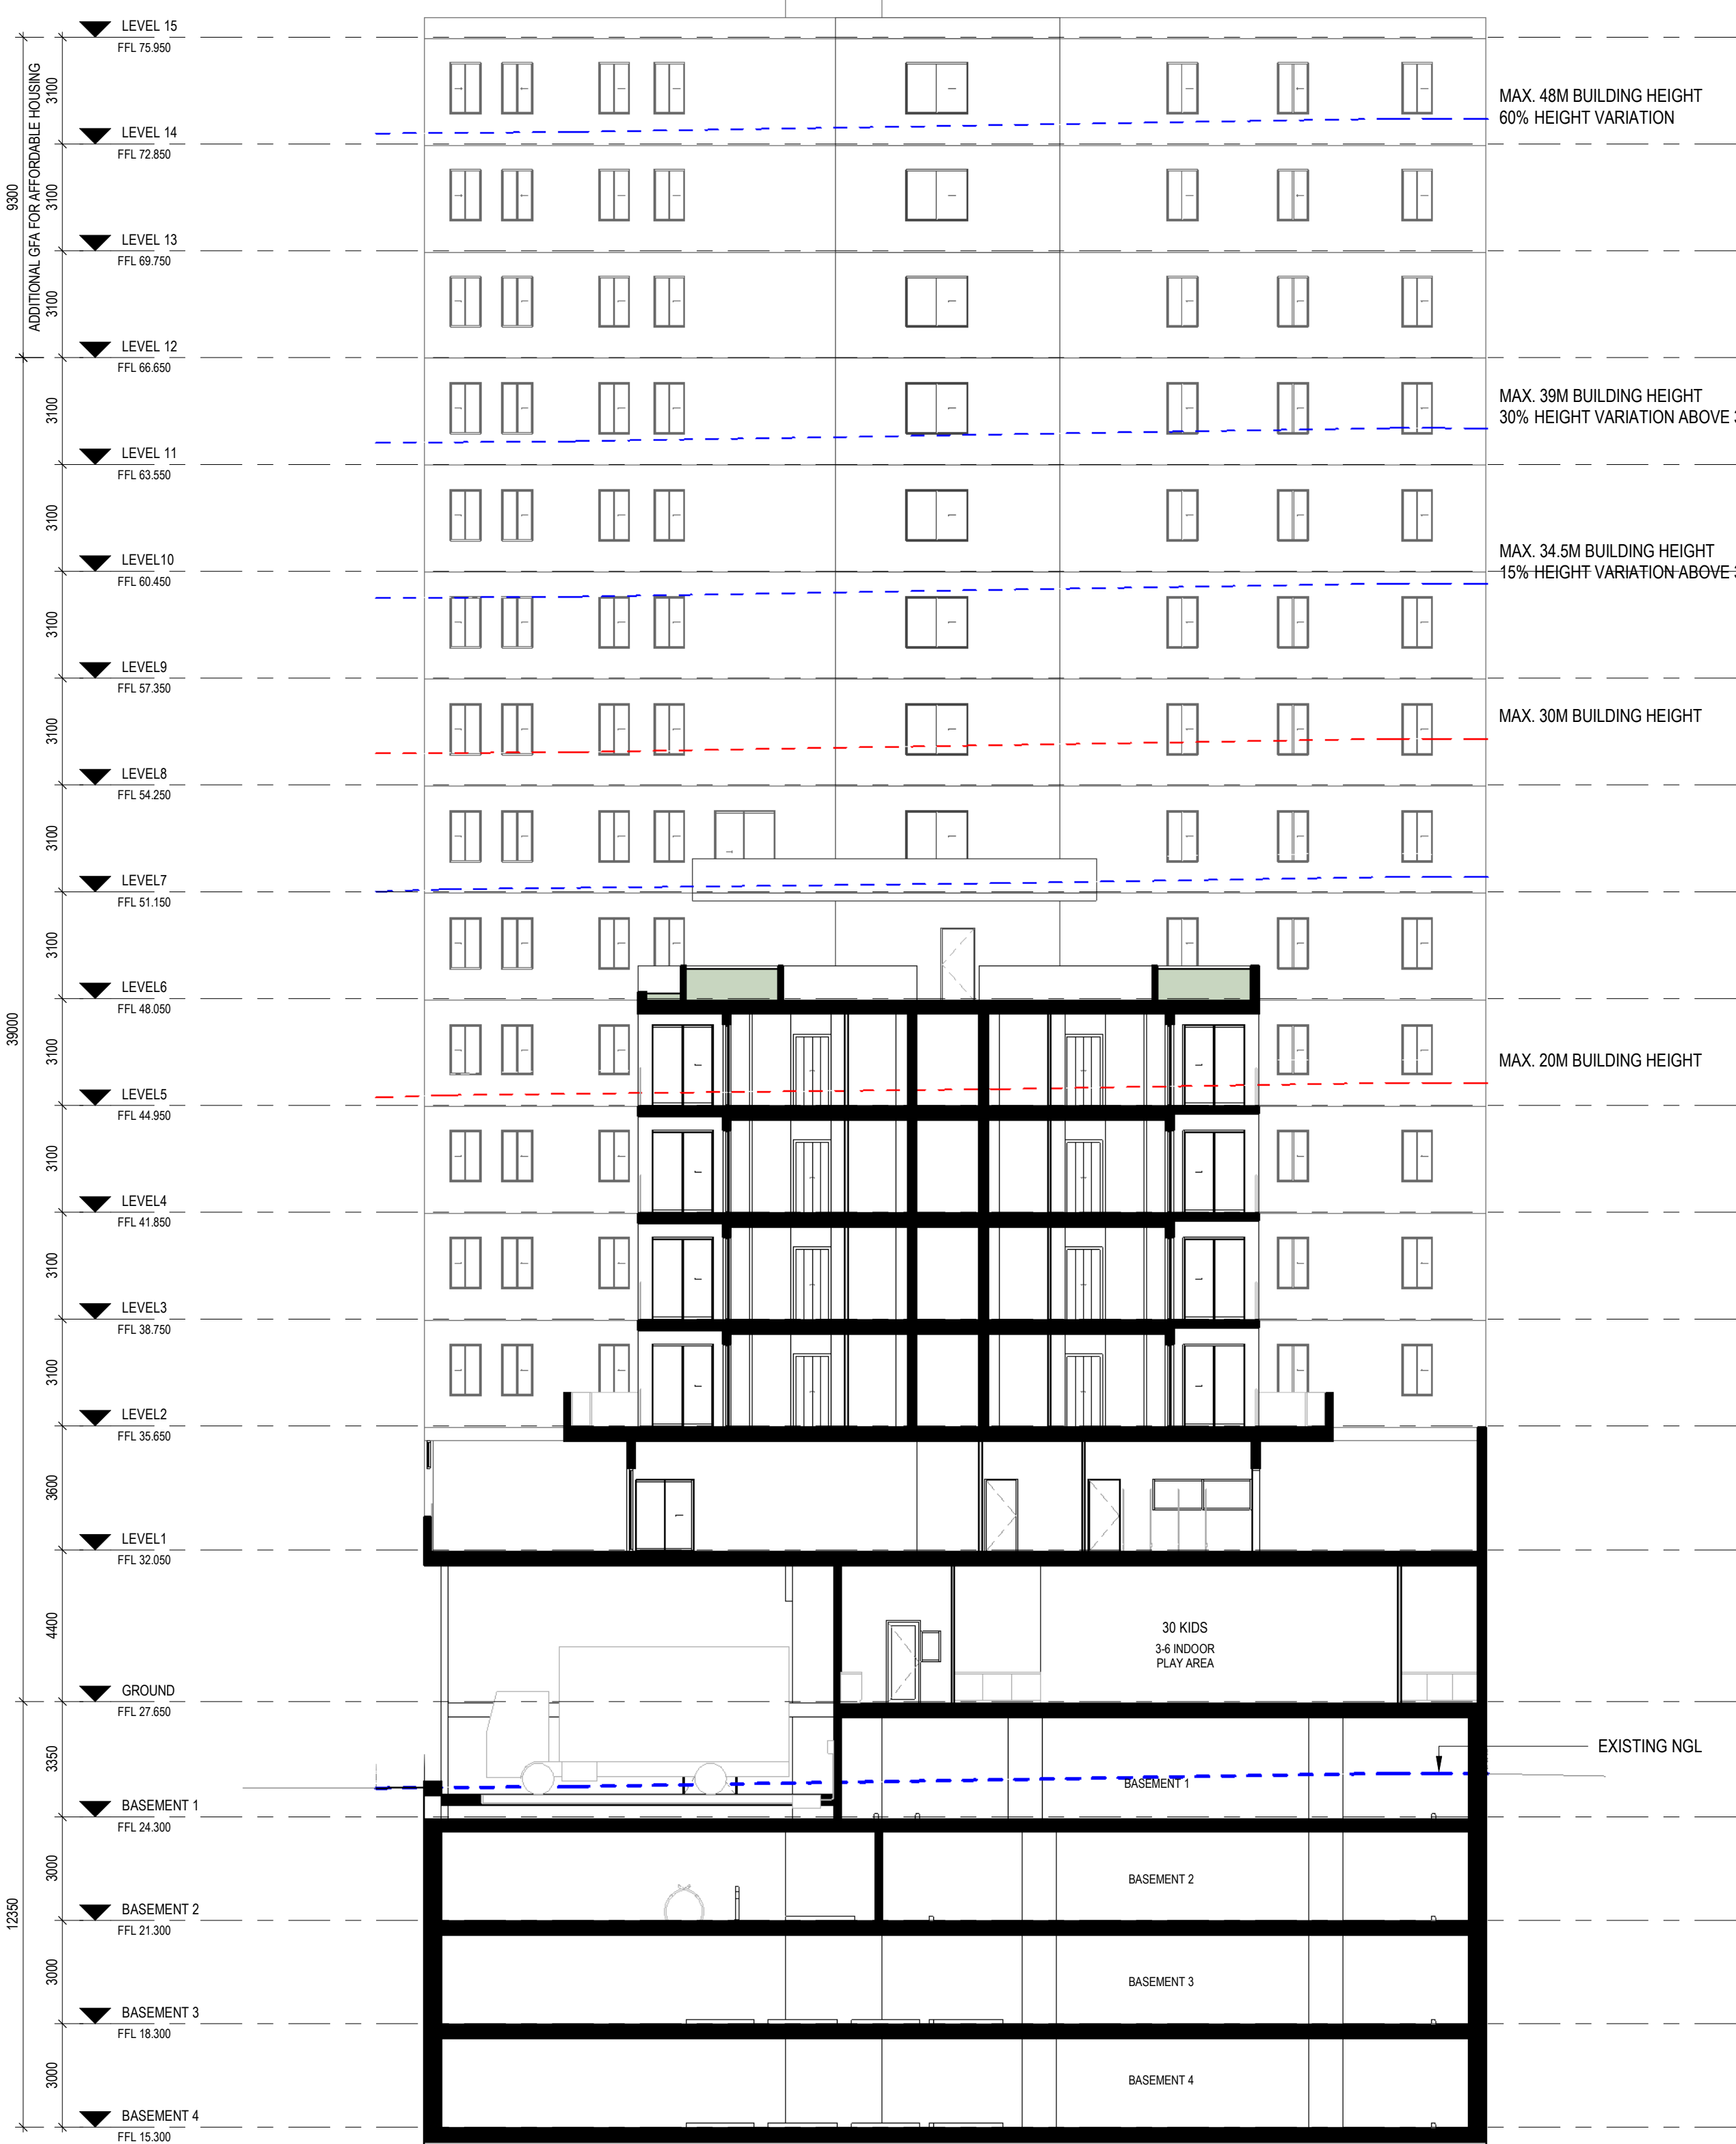 LEVEL 15
FFL 75.950
3100
MAX. 48M BUILDING HEIGHT
60% HEIGHT VARIATION
ADDITIONAL GFA FOR AFFORDABLE HOUSING
9300
LEVEL 14
FFL 72.850
3100
LEVEL 13
FFL 69.750
3100
LEVEL 12
FFL 66.650
3100
MAX. 39M BUILDING HEIGHT
30% HEIGHT VARIATION ABOVE
LEVEL 11
FFL 63.550
3100
MAX. 34.5M BUILDING HEIGHT
15% HEIGHT VARIATION ABOVE
LEVEL10
FFL 60.450
3100
LEVEL9
FFL 57.350
3100
MAX. 30M BUILDING HEIGHT
LEVEL8
FFL 54.250
3100
LEVEL7
FFL 51.150
3100
LEVEL6
FFL 48.050
39000
3100
MAX. 20M BUILDING HEIGHT
LEVEL5
FFL 44.950
3100
LEVEL4
FFL 41.850
3100
LEVEL3
FFL 38.750
3100
LEVEL2
FFL 35.650
3600
LEVEL1
FFL 32.050
4400
30 KIDS
3-6 INDOOR
PLAY AREA
GROUND
FFL 27.650
3350
EXISTING NGL
BASEMENT 1
BASEMENT 1
FFL 24.300
3000
BASEMENT 2
12350
BASEMENT 2
FFL 21.300
3000
BASEMENT 3
BASEMENT 3
FFL 18.300
3000
BASEMENT 4
BASEMENT 4
FFL 15.300